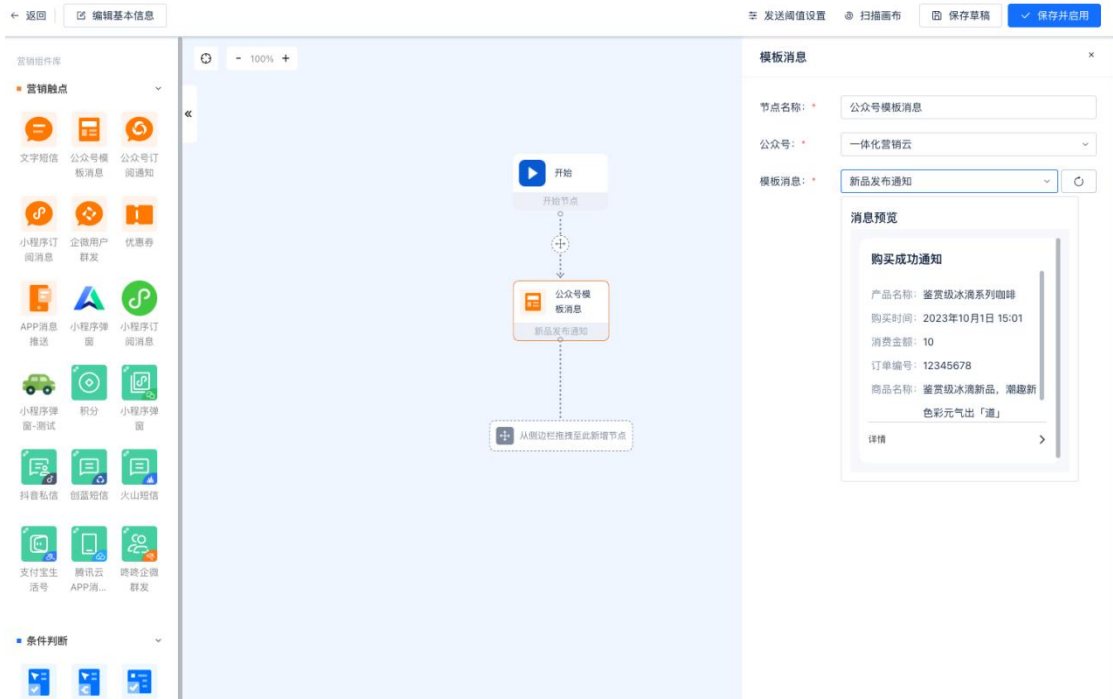 返回
编辑基本信息
发送阈值设置
扫描画布
保存草稿
保存并启用
营销组件库
营销触点
文字短信
公众号模
板消息
公众号订
阅通知
小程序订
阅消息
企微用户
群发
优惠券
APP消息
推送
小程序弹
窗
小程序订
阅消息
小程序弹
窗-测试
积分
小程序弹
窗
抖音私信
创蓝短信
火山短信
支付宝生
活号
腾讯云
APP消...
咚咚企微
群发
条件判断
- 100% +
开始
开始节点
公众号模
板消息
新品发布通知
从侧边栏拖拽至此新增节点
模板消息
节点名称: * 公众号模板消息
公众号: * 一体化营销云
模板消息: * 新品发布通知
消息预览
购买成功通知
产品名称: 鉴赏级冰滴系列咖啡
购买时间: 2023年10月1日 15:01
消费金额: 10
订单编号: 12345678
商品名称: 鉴赏级冰滴新品，潮趣新
色彩元气出「道」
详情